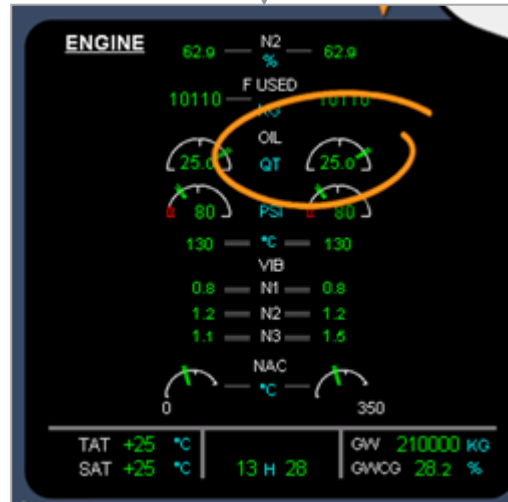 ENGINE
62.9 N2 62.9
%
F USED
10110 KG 10110
OIL
25.0 QT 25.0
80 PSI 80
130 °C 130
VIB
0.8 N1 0.8
1.2 N2 1.2
1.1 N3 1.5
NAC
°C
0 350
TAT +25 °C GW 210000 KG
SAT +25 °C 13 H 28 GWCG 28.2 %